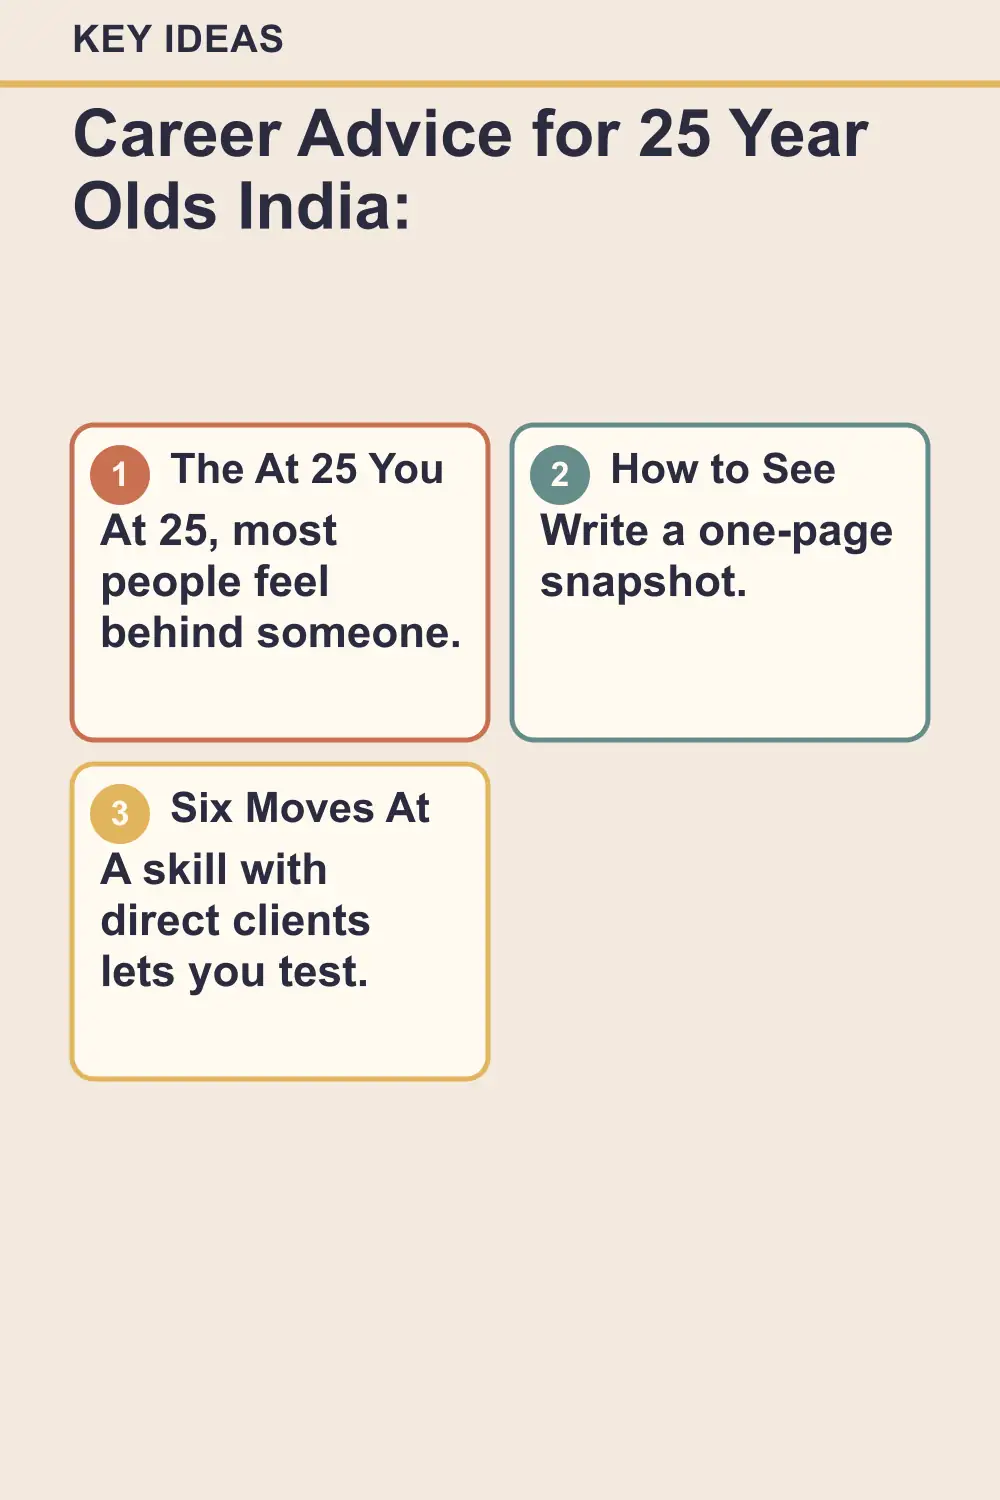 KEY IDEAS
Career Advice for 25 Year
Olds India:
1
The At 25 You
At 25, most
people feel
behind someone.
2
How to See
Write a one-page
snapshot.
3
Six Moves At
A skill with
direct clients
lets you test.